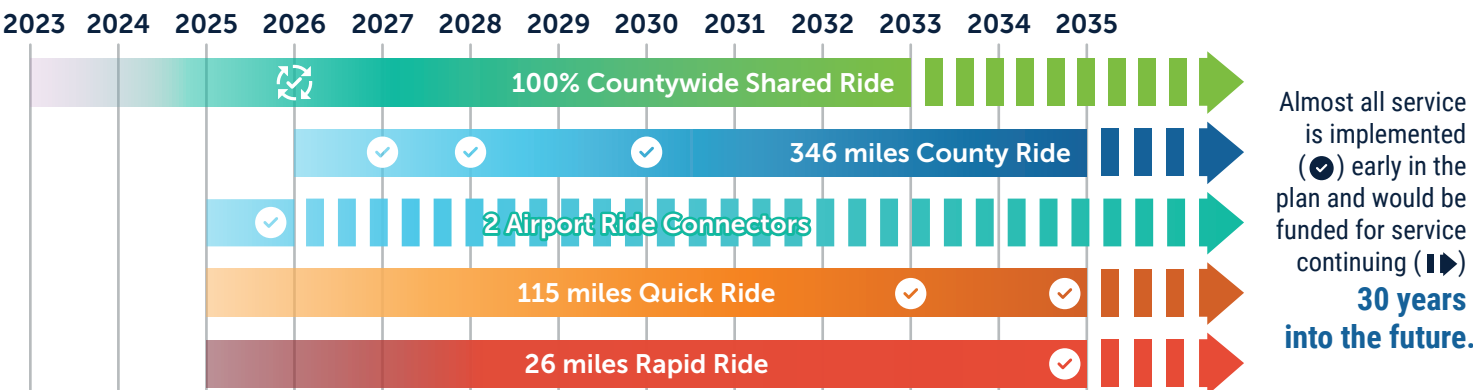 2023 2024 2025 2026 2027 2028 2029 2030 2031 2032 2033 2034 2035
100% Countywide Shared Ride
346 miles County Ride
2 Airport Ride Connectors
115 miles Quick Ride
26 miles Rapid Ride
Almost all service
is implemented
() early in the
plan and would be
funded for service
continuing ()
30 years
into the future.